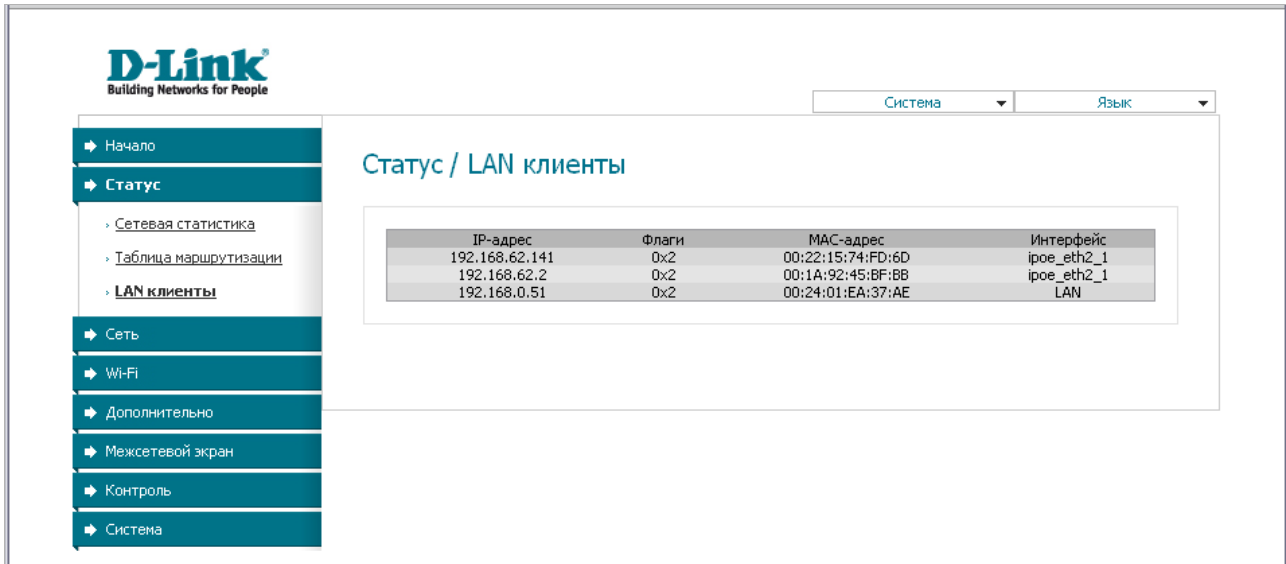 D-Link
Building Networks for People
Система
Язык
Начало
Статус
Сетевая статистика
Таблица маршрутизации
LAN клиенты
Сеть
Wi-Fi
Дополнительно
Межсетевой экран
Контроль
Система
Статус / LAN клиенты
IP-адрес Флаги MAC-адрес Интерфейс
192.168.62.141 0x2 00:22:15:74:FD:6D ipoe_eth2_1
192.168.62.2 0x2 00:1A:92:45:BF:BB ipoe_eth2_1
192.168.0.51 0x2 00:24:01:EA:37:AE LAN